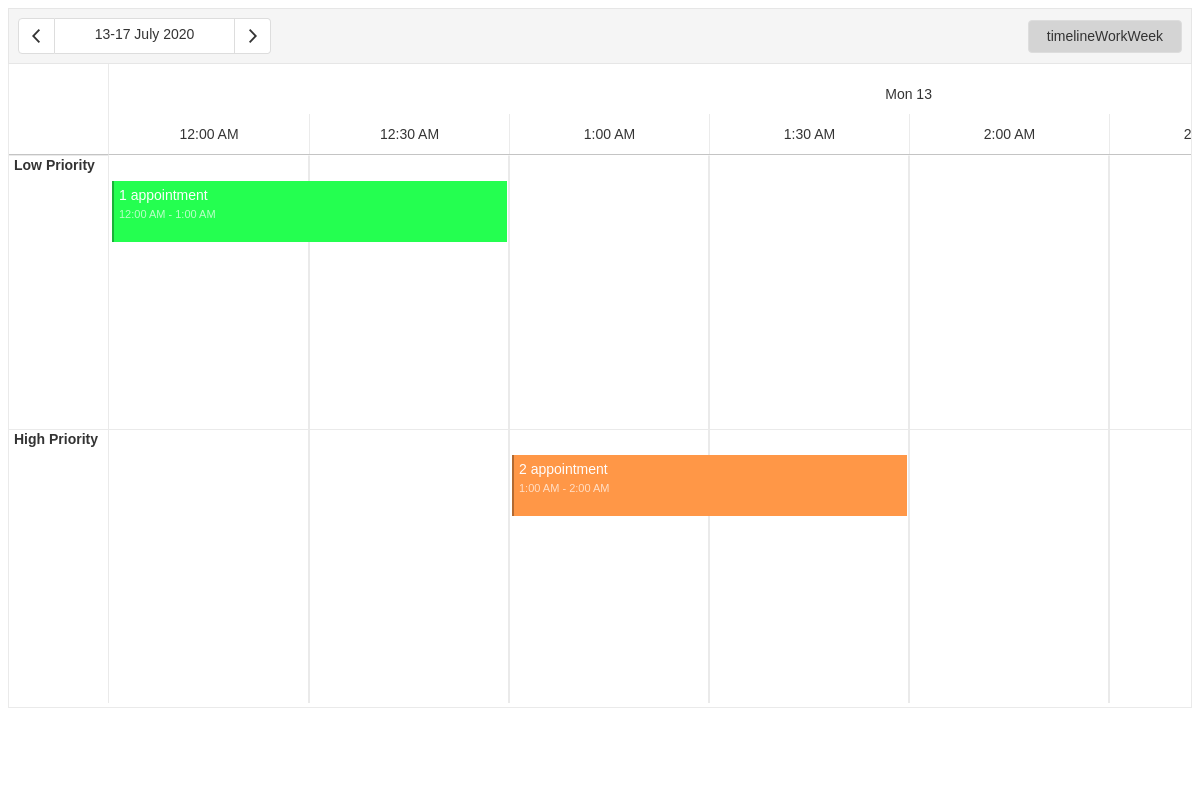 13-17 July 2020
timelineWorkWeek
Mon 13
12:00 AM 12:30 AM 1:00 AM 1:30 AM 2:00 AM
Low Priority
1 appointment
12:00 AM - 1:00 AM
High Priority
2 appointment
1:00 AM - 2:00 AM